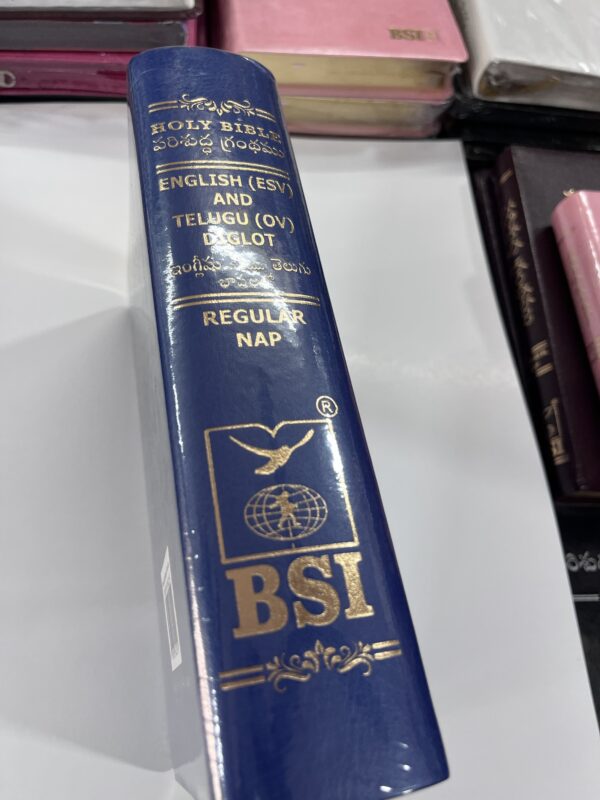 HOLY BIBLE
పరిశుద్ధ గ్రంథము
ENGLISH (ESV)
AND
TELUGU (OV)
DIGLOT
ఇంగ్లీషు తెలుగు
REGULAR
NAP
®
BSI
BSI